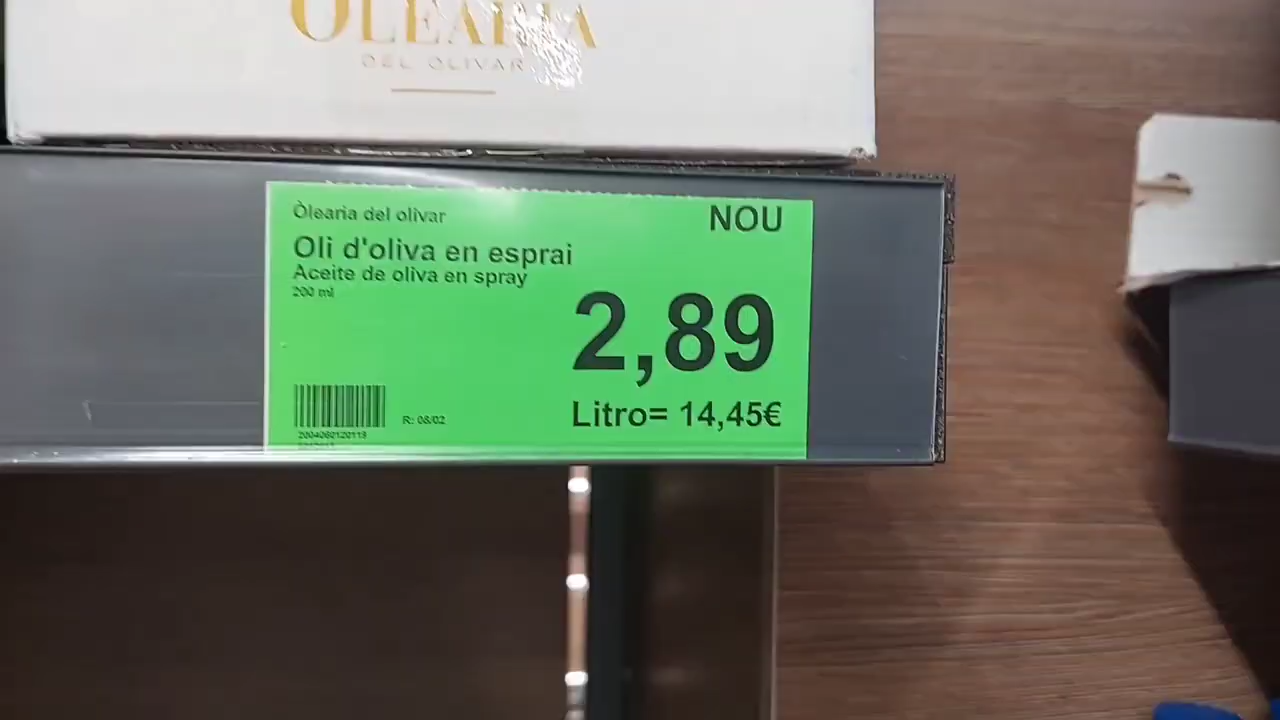 OLEARIA
DEL OLIVAR
Òlearia del olivar
NOU
Oli d'oliva en esprai
Aceite de oliva en spray
200 ml
2,89
R: 08/02
Litro= 14,45€